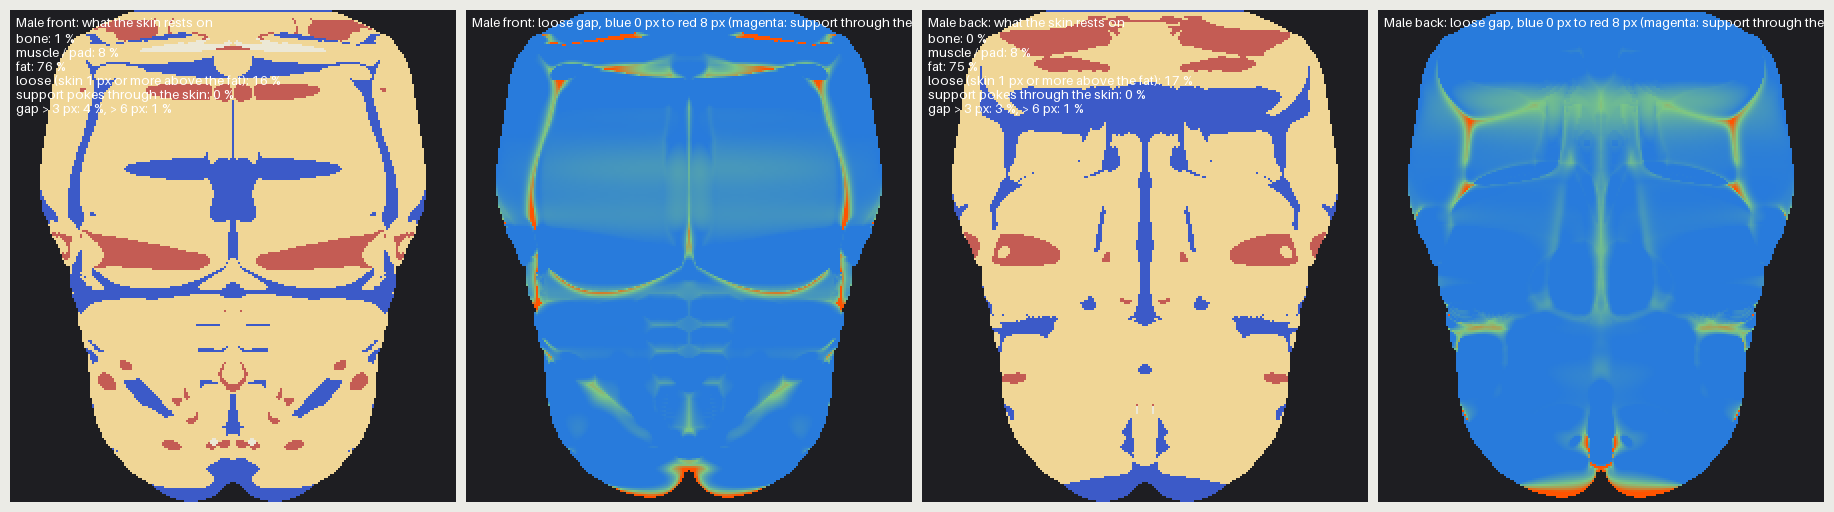 Male front: what the skin rests on
bone: 1 %
muscle / pad: 8 %
fat: 76 %
loose (skin 1 px or more above the fat): 16 %
support pokes through the skin: 0 %
gap > 3 px: 4 %, > 6 px: 1 %
Male front: loose gap, blue 0 px to red 8 px (magenta: support through the
Male back: what the skin rests on
bone: 0 %
muscle / pad: 8 %
fat: 75 %
loose (skin 1 px or more above the fat): 17 %
support pokes through the skin: 0 %
gap > 3 px: 3 %, > 6 px: 1 %
Male back: loose gap, blue 0 px to red 8 px (magenta: support through the